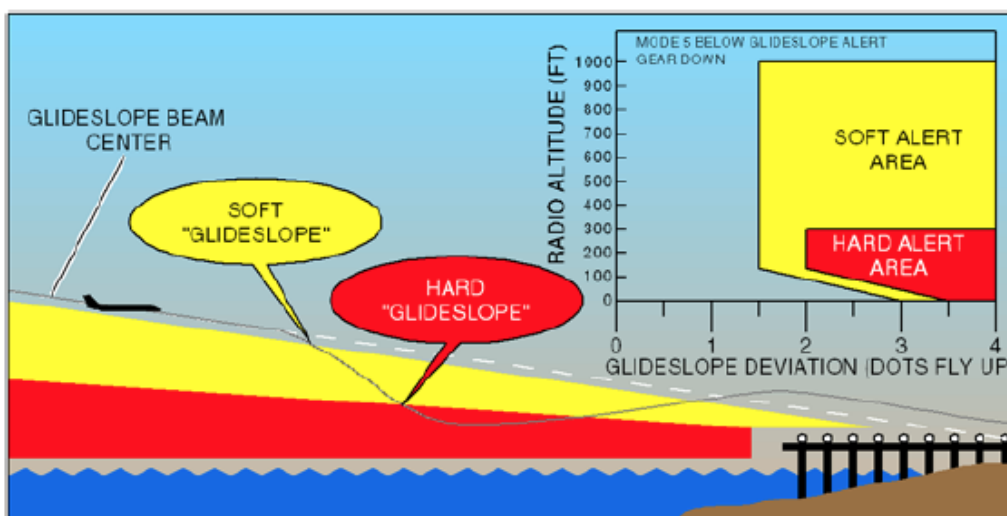 MODE 5 BELOW GLIDESLOPE ALERT
GEAR DOWN
GLIDESLOPE BEAM
CENTER
SOFT
"GLIDESLOPE"
HARD
"GLIDESLOPE"
RADIO ALTITUDE (FT)
1000
900
800
700
600
500
400
300
200
100
0
SOFT ALERT
AREA
HARD ALERT
AREA
0
1
2
3
4
GLIDESLOPE DEVIATION (DOTS FLY UP